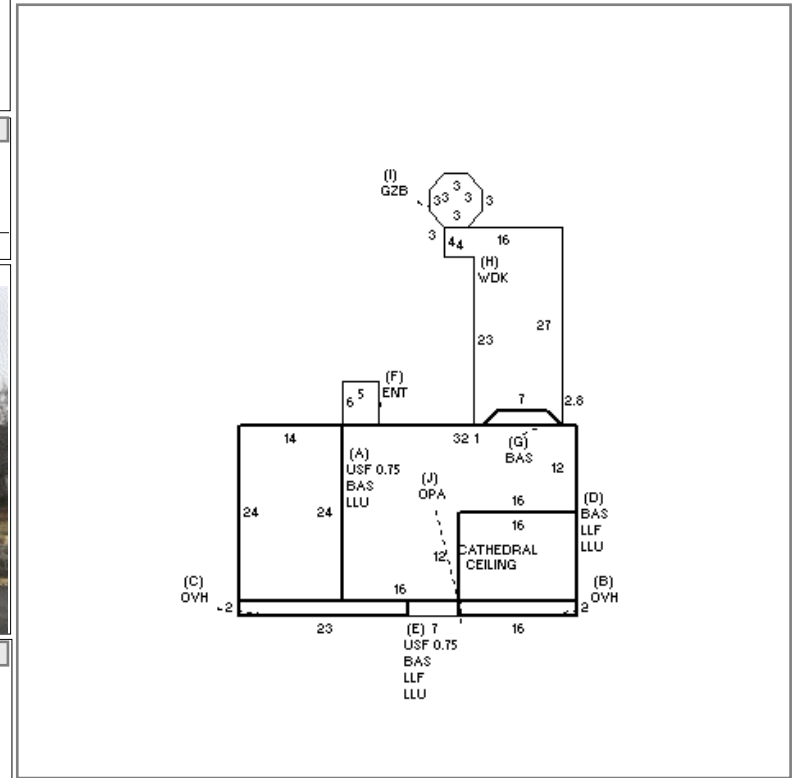 (I)
GZB
3
3 3 3 3
3
3
4 4
16
(H)
WDK
23
27
(F)
ENT
6 5
7
2.8
14
32 1
(G)
BAS
12
(A)
USF 0.75
BAS
LLU
(J)
OPA
16
(D)
BAS
LLF
LLU
24
24
16
12
CATHEDRAL
CEILING
(C)
OVH
16
(B)
OVH
2
2
23
(E) 7
16
USF 0.75
BAS
LLF
LLU